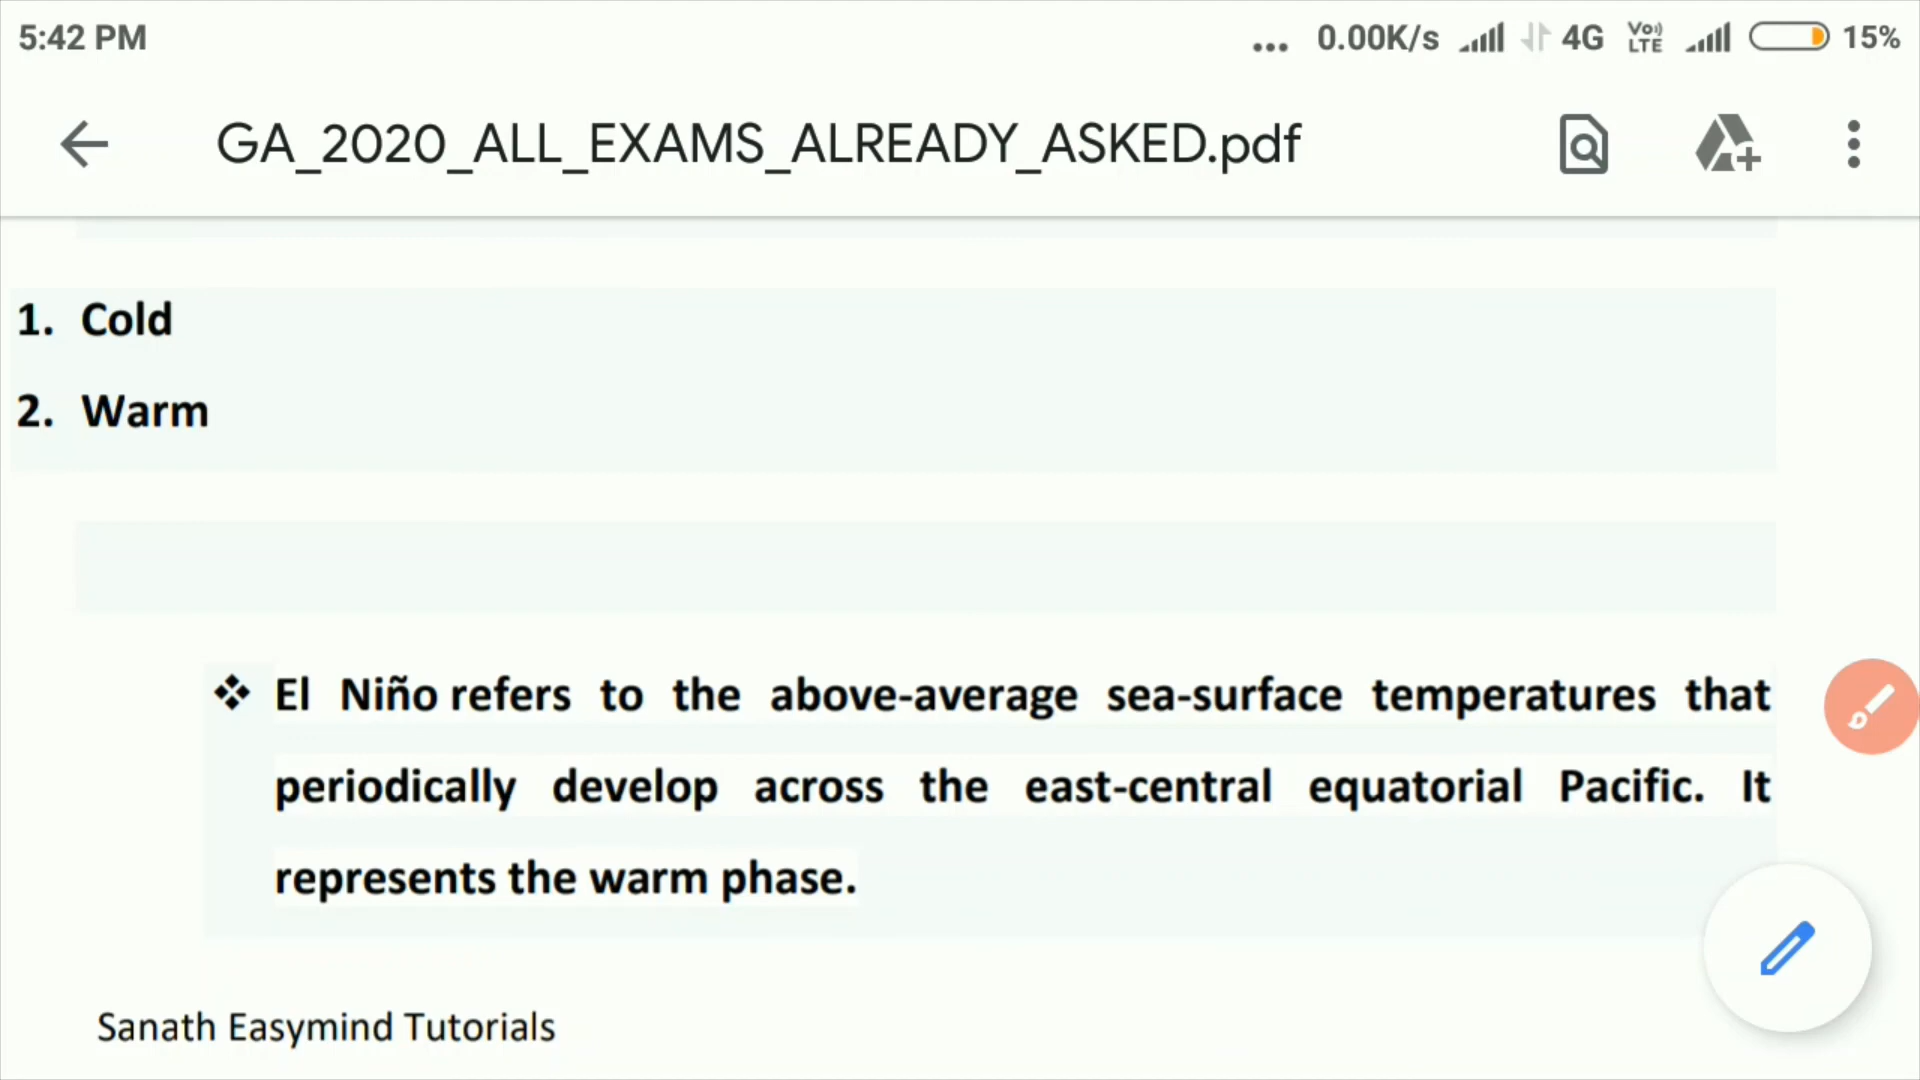 5:42 PM
... 0.00K/s 4G Vo)) LTE 15%
GA_2020_ALL_EXAMS_ALREADY_ASKED.pdf
1. Cold
2. Warm
❖ El Niño refers to the above-average sea-surface temperatures that
periodically develop across the east-central equatorial Pacific. It
represents the warm phase.
Sanath Easymind Tutorials